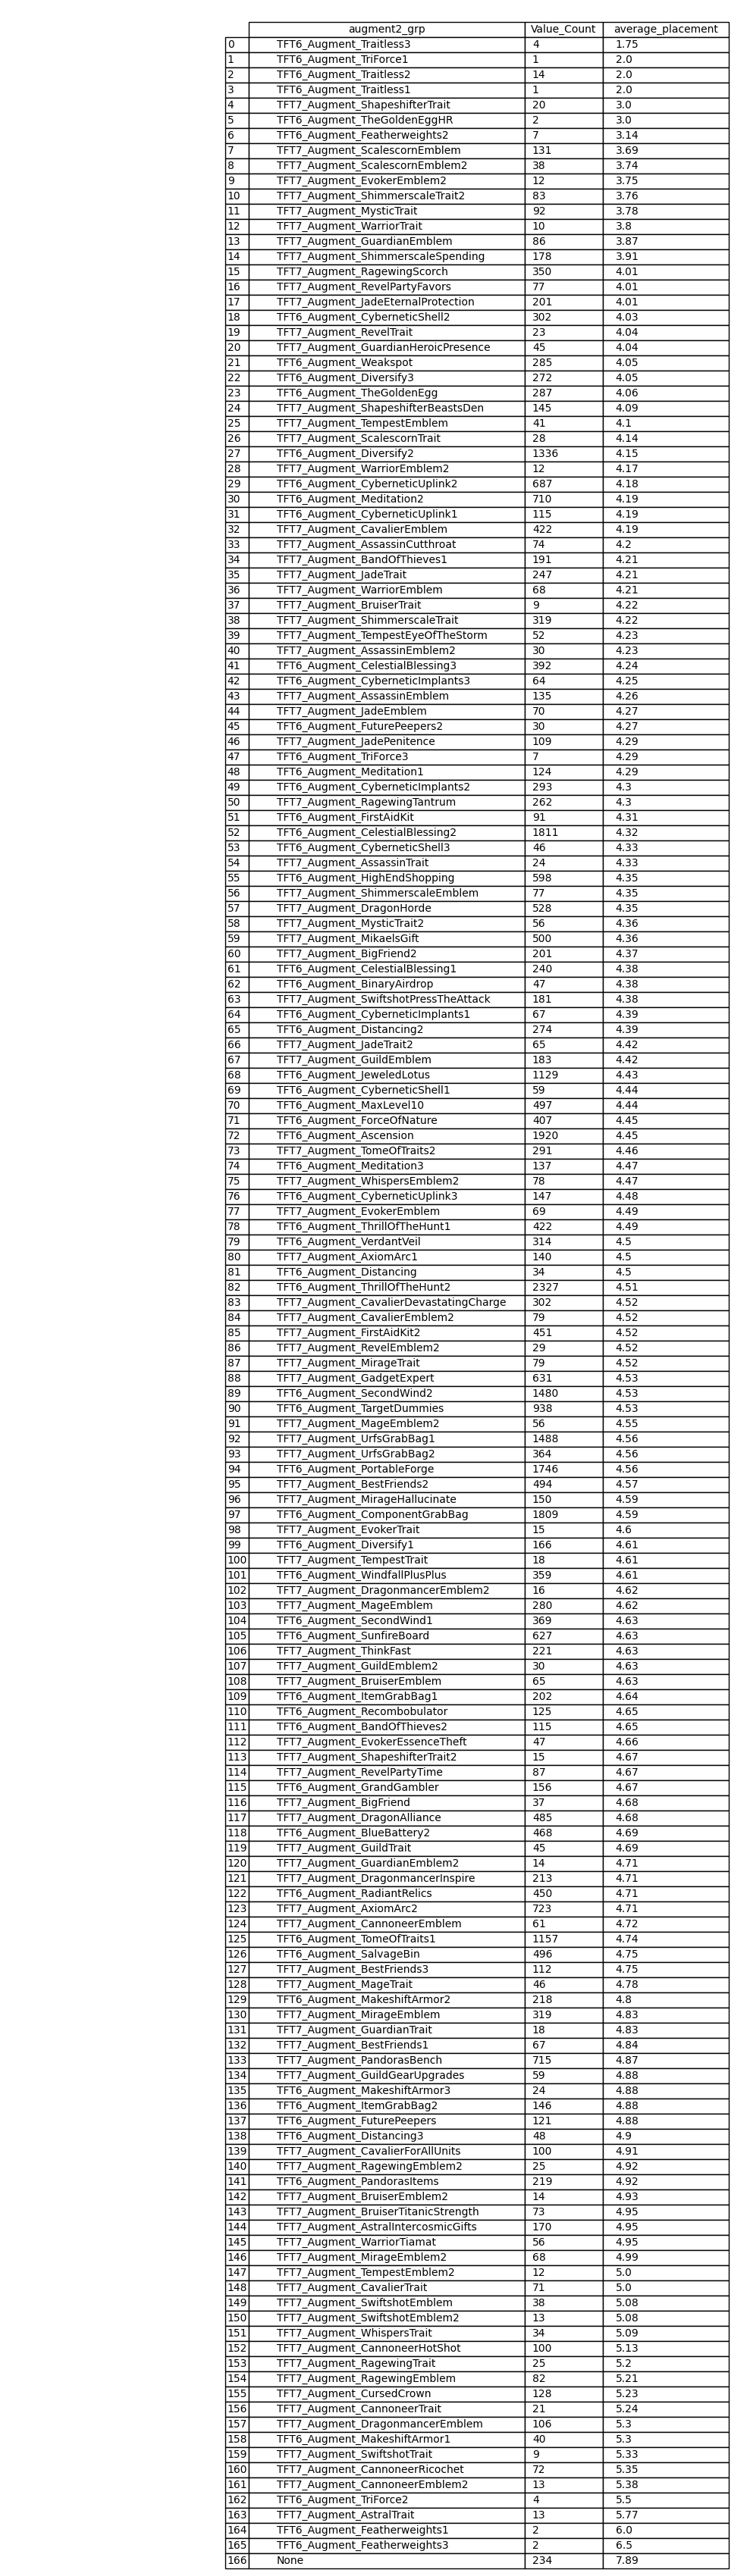 augment2_grp Value_Count average_placement
0 TFT6_Augment_Traitless3 4 1.75
1 TFT6_Augment_TriForce1 1 2.0
2 TFT6_Augment_Traitless2 14 2.0
3 TFT6_Augment_Traitless1 1 2.0
4 TFT7_Augment_ShapeshifterTrait 20 3.0
5 TFT6_Augment_TheGoldenEggHR 2 3.0
6 TFT6_Augment_Featherweights2 7 3.14
7 TFT7_Augment_ScalescornEmblem 131 3.69
8 TFT7_Augment_ScalescornEmblem2 38 3.74
9 TFT7_Augment_EvokerEmblem2 12 3.75
10 TFT7_Augment_ShimmerscaleTrait2 83 3.76
11 TFT7_Augment_MysticTrait 92 3.78
12 TFT7_Augment_WarriorTrait 10 3.8
13 TFT7_Augment_GuardianEmblem 86 3.87
14 TFT7_Augment_ShimmerscaleSpending 178 3.91
15 TFT7_Augment_RagewingScorch 350 4.01
16 TFT7_Augment_RevelPartyFavors 77 4.01
17 TFT7_Augment_JadeEternalProtection 201 4.01
18 TFT6_Augment_CyberneticShell2 302 4.03
19 TFT7_Augment_RevelTrait 23 4.04
20 TFT7_Augment_GuardianHeroicPresence 45 4.04
21 TFT6_Augment_Weakspot 285 4.05
22 TFT6_Augment_Diversify3 272 4.05
23 TFT6_Augment_TheGoldenEgg 287 4.06
24 TFT7_Augment_ShapeshifterBeastsDen 145 4.09
25 TFT7_Augment_TempestEmblem 41 4.1
26 TFT7_Augment_ScalescornTrait 28 4.14
27 TFT6_Augment_Diversify2 1336 4.15
28 TFT7_Augment_WarriorEmblem2 12 4.17
29 TFT6_Augment_CyberneticUplink2 687 4.18
30 TFT6_Augment_Meditation2 710 4.19
31 TFT6_Augment_CyberneticUplink1 115 4.19
32 TFT7_Augment_CavalierEmblem 422 4.19
33 TFT7_Augment_AssassinCutthroat 74 4.2
34 TFT7_Augment_BandOfThieves1 191 4.21
35 TFT7_Augment_JadeTrait 247 4.21
36 TFT7_Augment_WarriorEmblem 68 4.21
37 TFT7_Augment_BruiserTrait 9 4.22
38 TFT7_Augment_ShimmerscaleTrait 319 4.22
39 TFT7_Augment_TempestEyeOfTheStorm 52 4.23
40 TFT7_Augment_AssassinEmblem2 30 4.23
41 TFT6_Augment_CelestialBlessing3 392 4.24
42 TFT6_Augment_CyberneticImplants3 64 4.25
43 TFT7_Augment_AssassinEmblem 135 4.26
44 TFT7_Augment_JadeEmblem 70 4.27
45 TFT6_Augment_FuturePeepers2 30 4.27
46 TFT7_Augment_JadePenitence 109 4.29
47 TFT6_Augment_TriForce3 7 4.29
48 TFT6_Augment_Meditation1 124 4.29
49 TFT6_Augment_CyberneticImplants2 293 4.3
50 TFT7_Augment_RagewingTantrum 262 4.3
51 TFT6_Augment_FirstAidKit 91 4.31
52 TFT6_Augment_CelestialBlessing2 1811 4.32
53 TFT6_Augment_CyberneticShell3 46 4.33
54 TFT7_Augment_AssassinTrait 24 4.33
55 TFT6_Augment_HighEndShopping 598 4.35
56 TFT7_Augment_ShimmerscaleEmblem 77 4.35
57 TFT7_Augment_DragonHorde 528 4.35
58 TFT7_Augment_MysticTrait2 56 4.36
59 TFT7_Augment_MikaelsGift 500 4.36
60 TFT7_Augment_BigFriend2 201 4.37
61 TFT6_Augment_CelestialBlessing1 240 4.38
62 TFT6_Augment_BinaryAirdrop 47 4.38
63 TFT7_Augment_SwiftshotPressTheAttack 181 4.38
64 TFT6_Augment_CyberneticImplants1 67 4.39
65 TFT6_Augment_Distancing2 274 4.39
66 TFT7_Augment_JadeTrait2 65 4.42
67 TFT7_Augment_GuildEmblem 183 4.42
68 TFT6_Augment_JeweledLotus 1129 4.43
69 TFT6_Augment_CyberneticShell1 59 4.44
70 TFT6_Augment_MaxLevel10 497 4.44
71 TFT6_Augment_ForceOfNature 407 4.45
72 TFT6_Augment_Ascension 1920 4.45
73 TFT7_Augment_TomeOfTraits2 291 4.46
74 TFT6_Augment_Meditation3 137 4.47
75 TFT7_Augment_WhispersEmblem2 78 4.47
76 TFT6_Augment_CyberneticUplink3 147 4.48
77 TFT7_Augment_EvokerEmblem 69 4.49
78 TFT6_Augment_ThrillOfTheHunt1 422 4.49
79 TFT6_Augment_VerdantVeil 314 4.5
80 TFT7_Augment_AxiomArc1 140 4.5
81 TFT6_Augment_Distancing 34 4.5
82 TFT6_Augment_ThrillOfTheHunt2 2327 4.51
83 TFT7_Augment_CavalierDevastatingCharge 302 4.52
84 TFT7_Augment_CavalierEmblem2 79 4.52
85 TFT7_Augment_FirstAidKit2 451 4.52
86 TFT7_Augment_RevelEmblem2 29 4.52
87 TFT7_Augment_MirageTrait 79 4.52
88 TFT7_Augment_GadgetExpert 631 4.53
89 TFT6_Augment_SecondWind2 1480 4.53
90 TFT6_Augment_TargetDummies 938 4.53
91 TFT7_Augment_MageEmblem2 56 4.55
92 TFT7_Augment_UrfsGrabBag1 1488 4.56
93 TFT7_Augment_UrfsGrabBag2 364 4.56
94 TFT6_Augment_PortableForge 1746 4.56
95 TFT7_Augment_BestFriends2 494 4.57
96 TFT7_Augment_MirageHallucinate 150 4.59
97 TFT6_Augment_ComponentGrabBag 1809 4.59
98 TFT7_Augment_EvokerTrait 15 4.6
99 TFT6_Augment_Diversify1 166 4.61
100 TFT7_Augment_TempestTrait 18 4.61
101 TFT6_Augment_WindfallPlusPlus 359 4.61
102 TFT7_Augment_DragonmancerEmblem2 16 4.62
103 TFT7_Augment_MageEmblem 280 4.62
104 TFT6_Augment_SecondWind1 369 4.63
105 TFT6_Augment_SunfireBoard 627 4.63
106 TFT7_Augment_ThinkFast 221 4.63
107 TFT7_Augment_GuildEmblem2 30 4.63
108 TFT7_Augment_BruiserEmblem 65 4.63
109 TFT6_Augment_ItemGrabBag1 202 4.64
110 TFT6_Augment_Recombobulator 125 4.65
111 TFT6_Augment_BandOfThieves2 115 4.65
112 TFT7_Augment_EvokerEssenceTheft 47 4.66
113 TFT7_Augment_ShapeshifterTrait2 15 4.67
114 TFT7_Augment_RevelPartyTime 87 4.67
115 TFT6_Augment_GrandGambler 156 4.67
116 TFT7_Augment_BigFriend 37 4.68
117 TFT7_Augment_DragonAlliance 485 4.68
118 TFT6_Augment_BlueBattery2 468 4.69
119 TFT7_Augment_GuildTrait 45 4.69
120 TFT7_Augment_GuardianEmblem2 14 4.71
121 TFT7_Augment_DragonmancerInspire 213 4.71
122 TFT6_Augment_RadiantRelics 450 4.71
123 TFT7_Augment_AxiomArc2 723 4.71
124 TFT7_Augment_CannoneerEmblem 61 4.72
125 TFT6_Augment_TomeOfTraits1 1157 4.74
126 TFT6_Augment_SalvageBin 496 4.75
127 TFT7_Augment_BestFriends3 112 4.75
128 TFT7_Augment_MageTrait 46 4.78
129 TFT6_Augment_MakeshiftArmor2 218 4.8
130 TFT7_Augment_MirageEmblem 319 4.83
131 TFT7_Augment_GuardianTrait 18 4.83
132 TFT7_Augment_BestFriends1 67 4.84
133 TFT7_Augment_PandorasBench 715 4.87
134 TFT7_Augment_GuildGearUpgrades 59 4.88
135 TFT6_Augment_MakeshiftArmor3 24 4.88
136 TFT6_Augment_ItemGrabBag2 146 4.88
137 TFT6_Augment_FuturePeepers 121 4.88
138 TFT6_Augment_Distancing3 48 4.9
139 TFT7_Augment_CavalierForAllUnits 100 4.91
140 TFT7_Augment_RagewingEmblem2 25 4.92
141 TFT6_Augment_PandorasItems 219 4.92
142 TFT7_Augment_BruiserEmblem2 14 4.93
143 TFT7_Augment_BruiserTitanicStrength 73 4.95
144 TFT7_Augment_AstralIntercosmicGifts 170 4.95
145 TFT7_Augment_WarriorTiamat 56 4.95
146 TFT7_Augment_MirageEmblem2 68 4.99
147 TFT7_Augment_TempestEmblem2 12 5.0
148 TFT7_Augment_CavalierTrait 71 5.0
149 TFT7_Augment_SwiftshotEmblem 38 5.08
150 TFT7_Augment_SwiftshotEmblem2 13 5.08
151 TFT7_Augment_WhispersTrait 34 5.09
152 TFT7_Augment_CannoneerHotShot 100 5.13
153 TFT7_Augment_RagewingTrait 25 5.2
154 TFT7_Augment_RagewingEmblem 82 5.21
155 TFT7_Augment_CursedCrown 128 5.23
156 TFT7_Augment_CannoneerTrait 21 5.24
157 TFT7_Augment_DragonmancerEmblem 106 5.3
158 TFT6_Augment_MakeshiftArmor1 40 5.3
159 TFT7_Augment_SwiftshotTrait 9 5.33
160 TFT7_Augment_CannoneerRicochet 72 5.35
161 TFT7_Augment_CannoneerEmblem2 13 5.38
162 TFT6_Augment_TriForce2 4 5.5
163 TFT7_Augment_AstralTrait 13 5.77
164 TFT6_Augment_Featherweights1 2 6.0
165 TFT6_Augment_Featherweights3 2 6.5
166 None 234 7.89